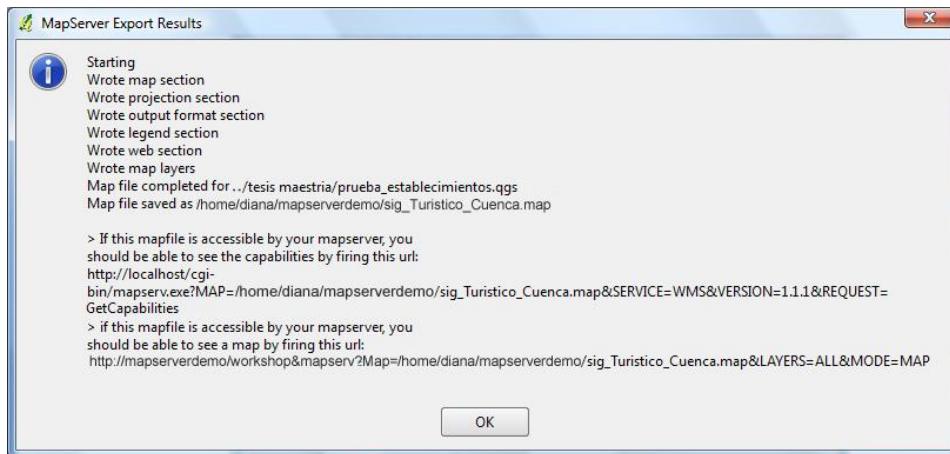 MapServer Export Results
Starting
Wrote map section
Wrote projection section
Wrote output format section
Wrote legend section
Wrote web section
Wrote map layers
Map file completed for ../tesis maestria/prueba_establecimientos.qgs
Map file saved as /home/diana/mapserverdemo/sig_Turistico_Cuenca.map
> If this mapfile is accessible by your mapserver, you
should be able to see the capabilities by firing this url:
http://localhost/cgi-
bin/mapserv.exe?MAP=/home/diana/mapserverdemo/sig_Turistico_Cuenca.map&SERVICE=WMS&VERSION=1.1.1&REQUEST=
GetCapabilities
> if this mapfile is accessible by your mapserver, you
should be able to see a map by firing this url:
http://mapserverdemo/workshop&mapserv?Map=/home/diana/mapserverdemo/sig_Turistico_Cuenca.map&LAYERS=ALL&MODE=MAP
OK